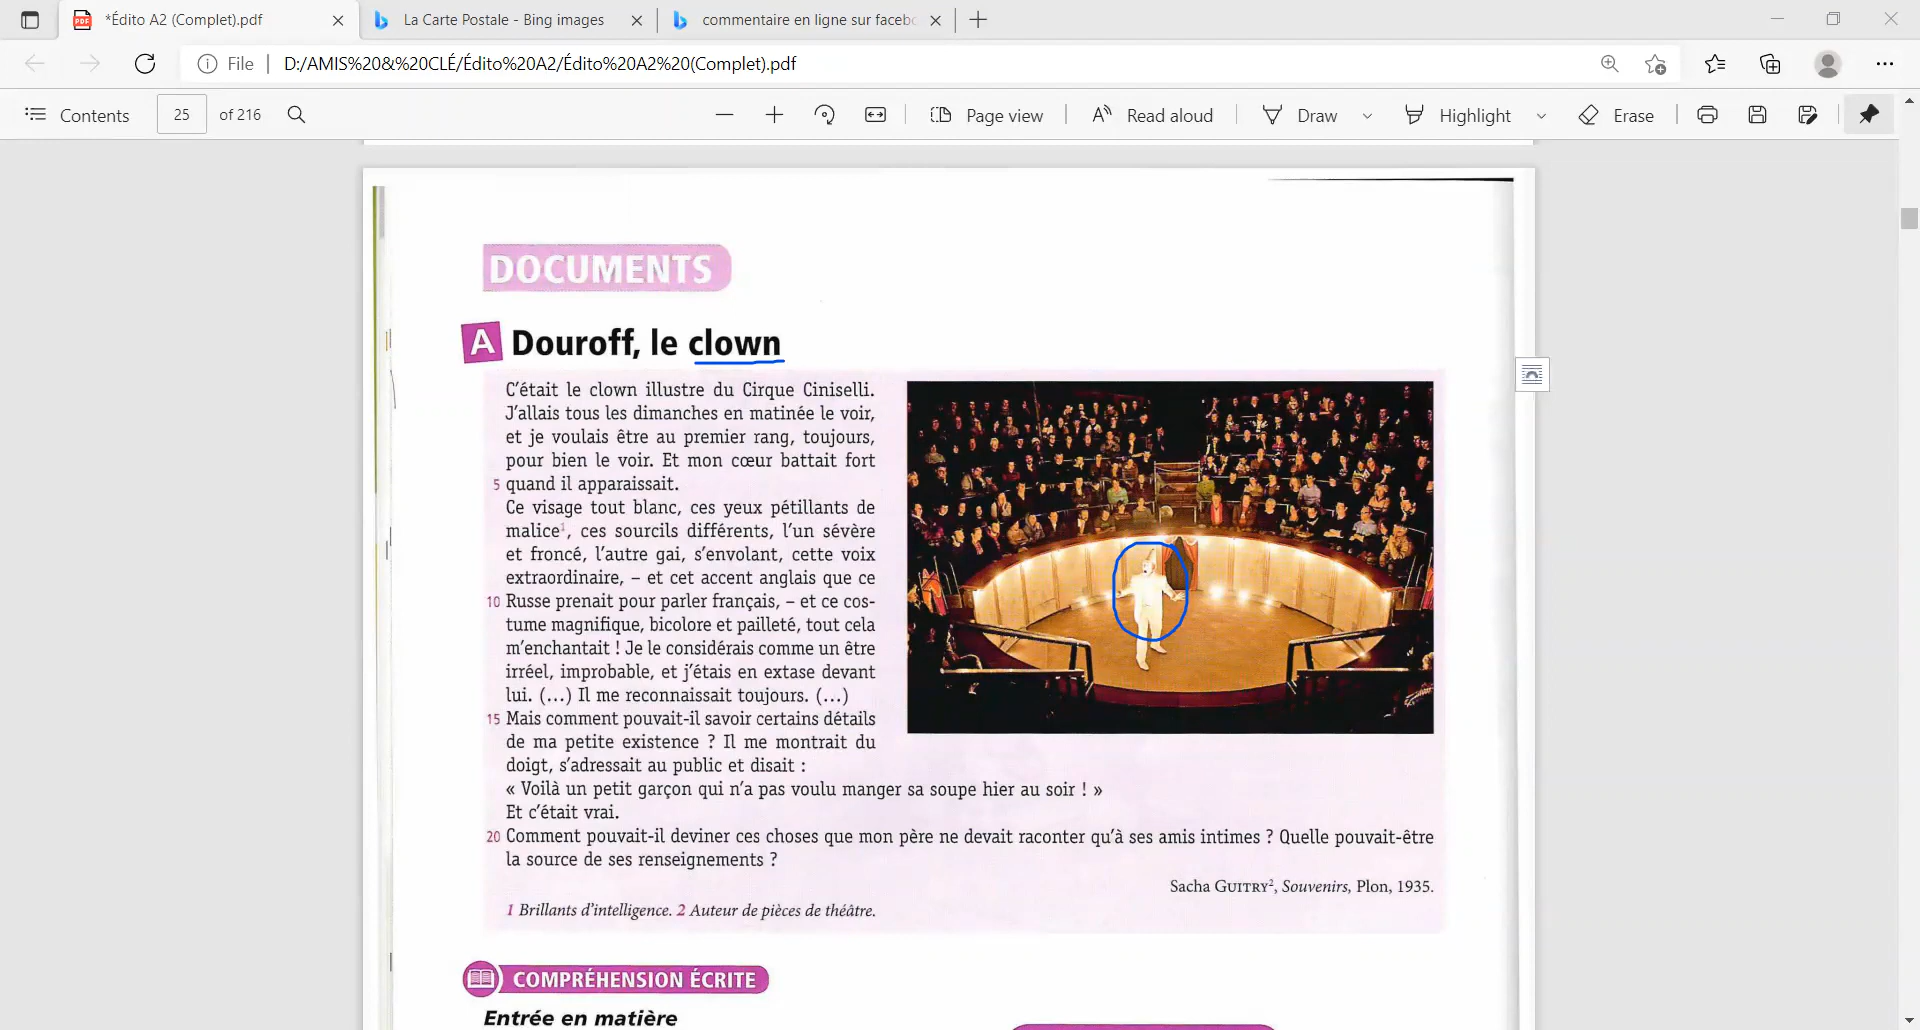 *Édito A2 (Complet).pdf
La Carte Postale - Bing images
commentaire en ligne sur faceb
File
D:/AMIS%20&%20CLÉ/Édito%20A2/Édito%20A2%20(Complet).pdf
Contents
25
of 216
Page view
Read aloud
Draw
Highlight
Erase
DOCUMENTS
A Douroff, le clown
C'était le clown illustre du Cirque Ciniselli.
J'allais tous les dimanches en matinée le voir,
et je voulais être au premier rang, toujours,
pour bien le voir. Et mon cœur battait fort
5 quand il apparaissait.
Ce visage tout blanc, ces yeux pétillants de
malice¹, ces sourcils différents, l'un sévère
et froncé, l'autre gai, s'envolant, cette voix
extraordinaire, – et cet accent anglais que ce
10 Russe prenait pour parler français, – et ce cos-
tume magnifique, bicolore et pailleté, tout cela
m'enchantait ! Je le considérais comme un être
irréel, improbable, et j'étais en extase devant
lui. (...) Il me reconnaissait toujours. (...)
15 Mais comment pouvait-il savoir certains détails
de ma petite existence ? Il me montrait du
doigt, s'adressait au public et disait :
« Voilà un petit garçon qui n'a pas voulu manger sa soupe hier au soir ! »
Et c'était vrai.
20 Comment pouvait-il deviner ces choses que mon père ne devait raconter qu'à ses amis intimes ? Quelle pouvait-être
la source de ses renseignements ?
Sacha GUITRY², Souvenirs, Plon, 1935.
1 Brillants d'intelligence. 2 Auteur de pièces de théâtre.
COMPRÉHENSION ÉCRITE
Entrée en matière